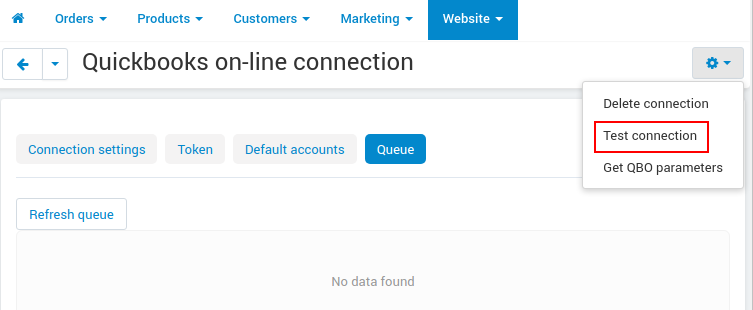 Orders Products Customers Marketing Website
Quickbooks on-line connection
Delete connection
Test connection
Get QBO parameters
Connection settings Token Default accounts Queue
Refresh queue
No data found